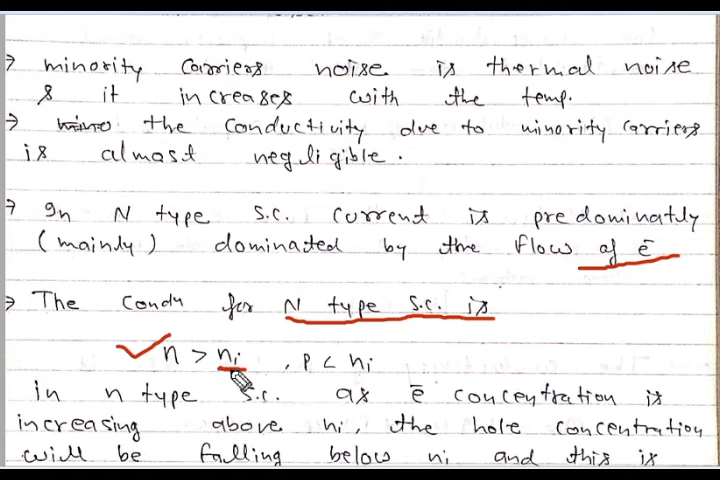 → minority carriers noise is thermal noise
& it increases with the temp.
→ the conductivity due to minority carriers
is almast negligible.
→ In N type s.c. current is predominatly
(mainly) dominated by the flow of ē
→ The condn for N type s.c. is
n > ni , p < ni
in n type s.c. as ē concentration is
increasing above ni, the hole concentration
will be falling below ni and this is